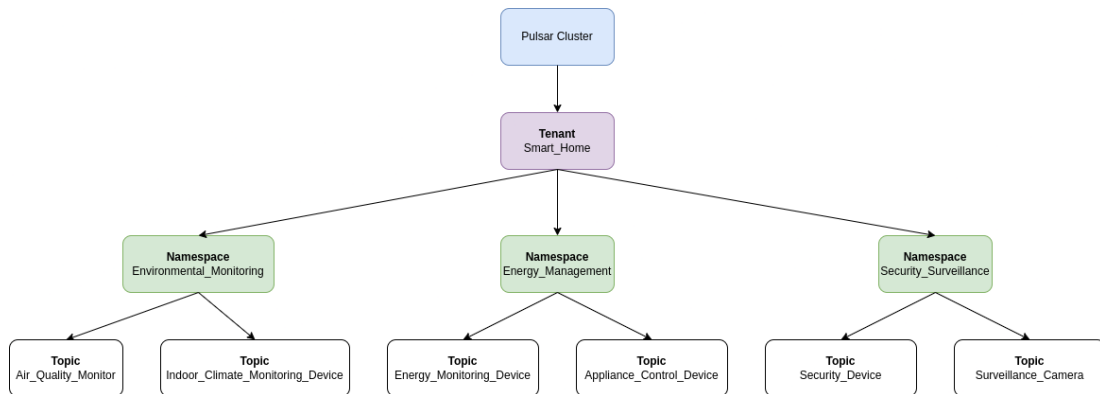 Pulsar Cluster
Tenant
Smart_Home
Namespace
Environmental_Monitoring
Namespace
Energy_Management
Namespace
Security_Surveillance
Topic
Air_Quality_Monitor
Topic
Indoor_Climate_Monitoring_Device
Topic
Energy_Monitoring_Device
Topic
Appliance_Control_Device
Topic
Security_Device
Topic
Surveillance_Camera